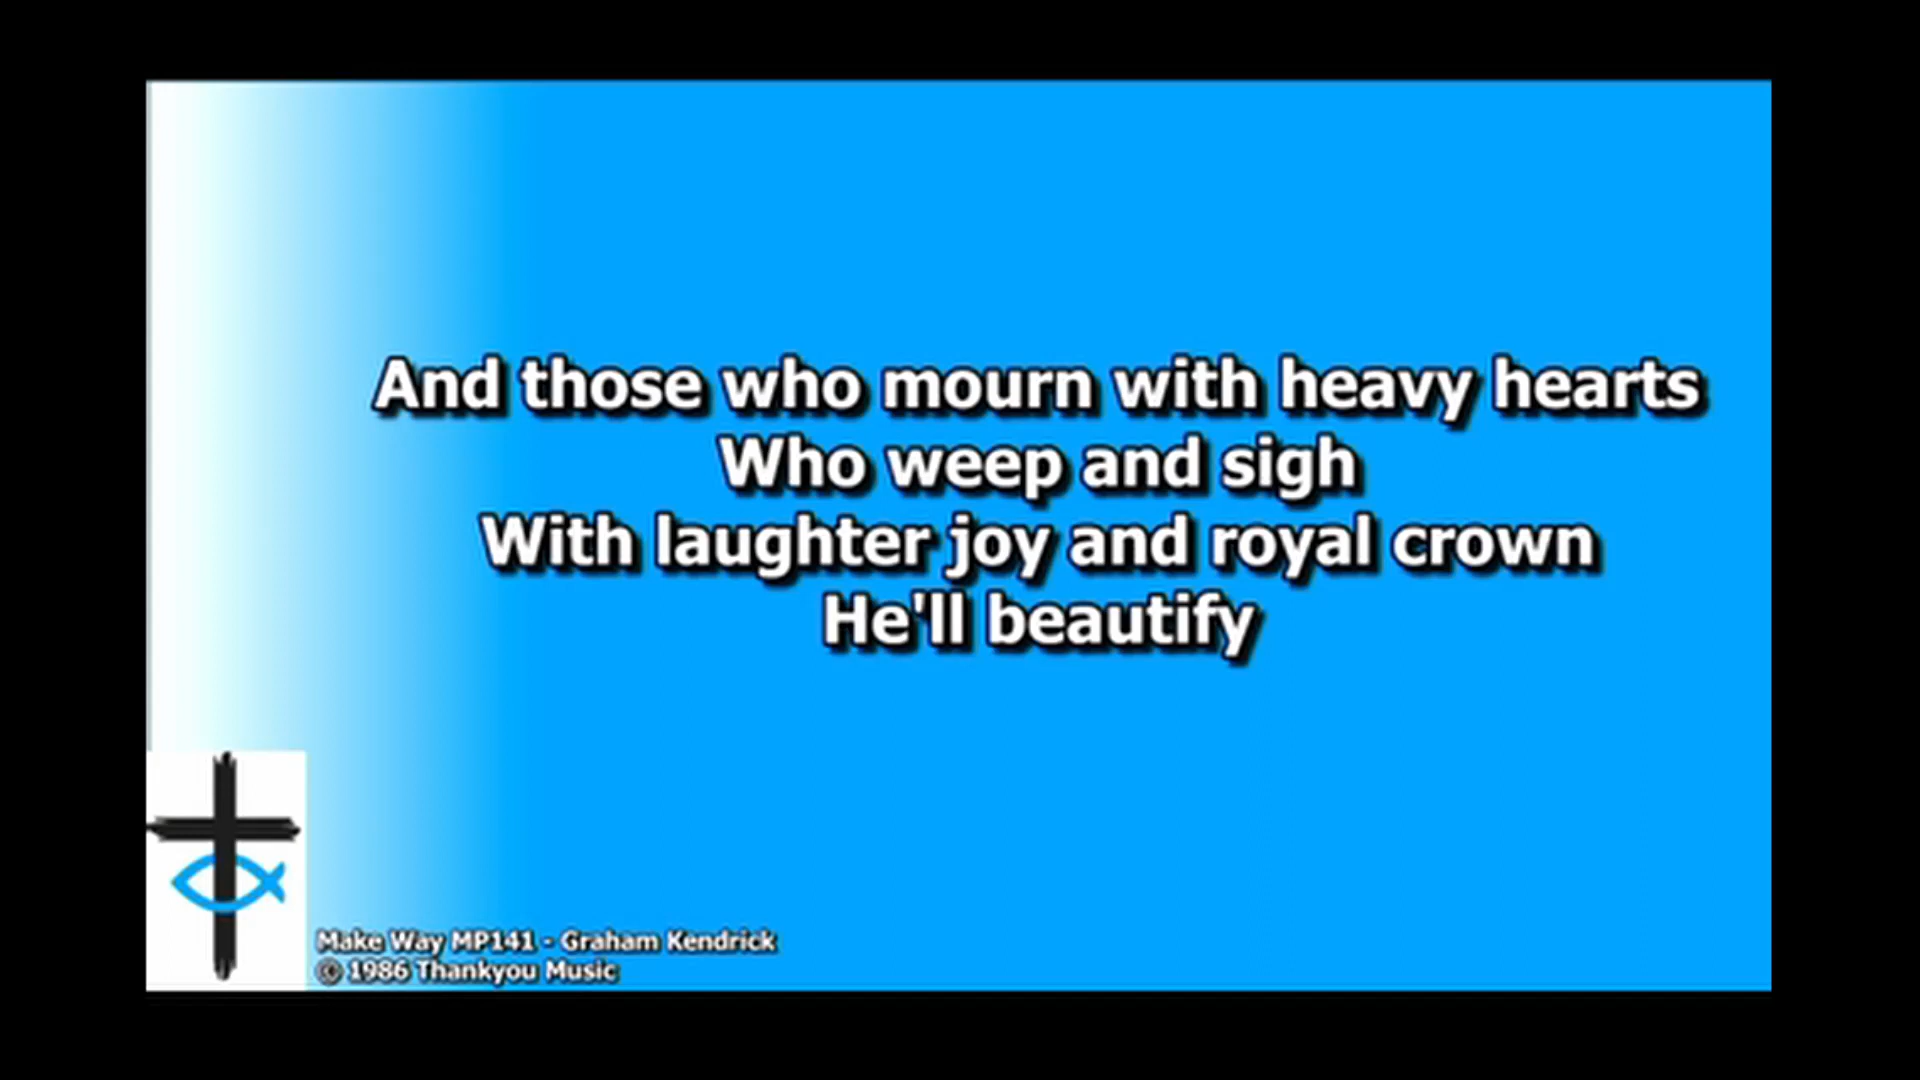 And those who mourn with heavy hearts
Who weep and sigh
With laughter joy and royal crown
He'll beautify
Make Way MP141 - Graham Kendrick
© 1986 Thankyou Music